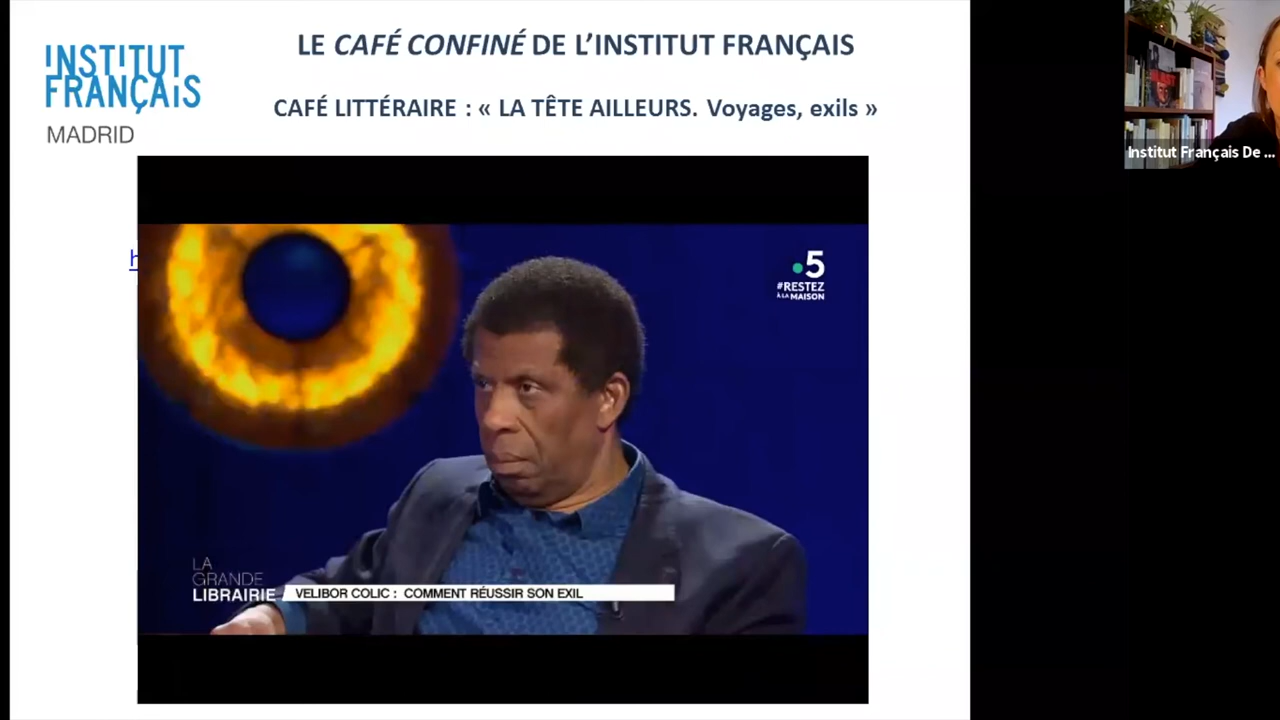 INSTITUT
FRANÇAIS
MADRID
LE CAFÉ CONFINÉ DE L’INSTITUT FRANÇAIS
CAFÉ LITTÉRAIRE : « LA TÊTE AILLEURS. Voyages, exils »
h
5
#RESTEZ
À LA MAISON
LA
GRANDE
LIBRAIRIE
VELIBOR COLIC : COMMENT RÉUSSIR SON EXIL
Institut Français De ...